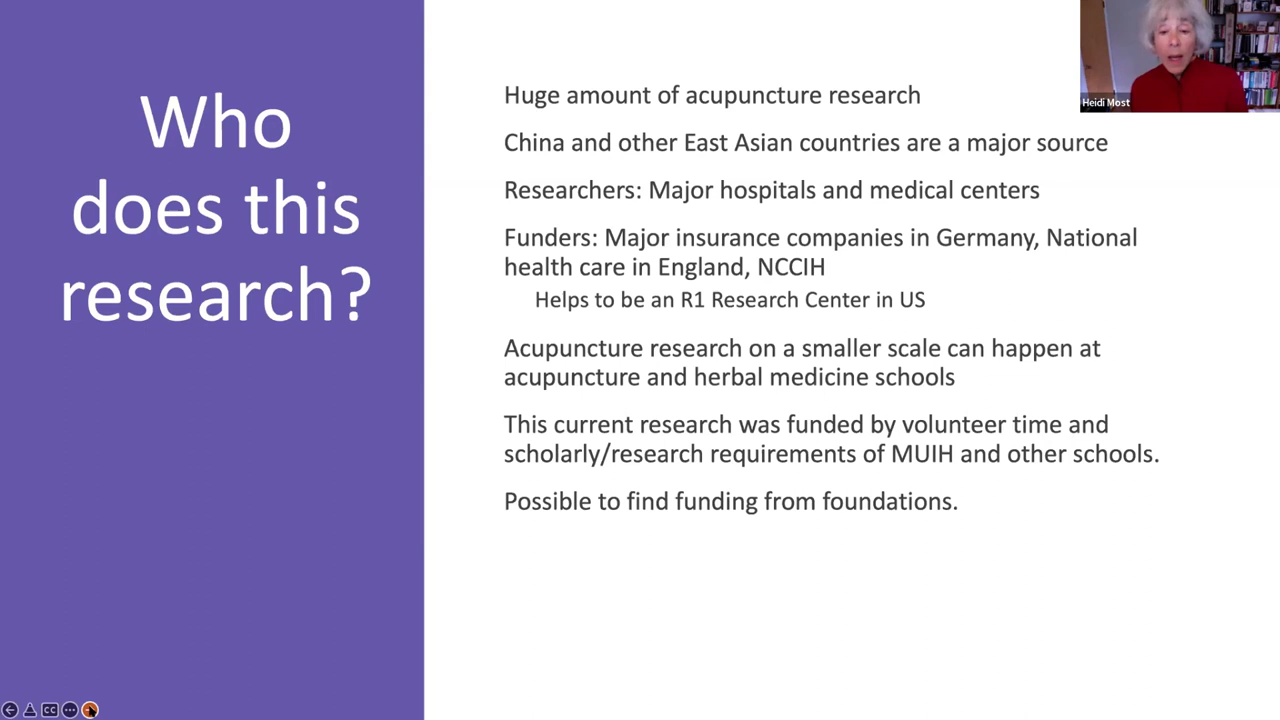 Who
does this
research?
Huge amount of acupuncture research
China and other East Asian countries are a major source
Researchers: Major hospitals and medical centers
Funders: Major insurance companies in Germany, National
health care in England, NCCIH
Helps to be an R1 Research Center in US
Acupuncture research on a smaller scale can happen at
acupuncture and herbal medicine schools
This current research was funded by volunteer time and
scholarly/research requirements of MUIH and other schools.
Possible to find funding from foundations.
Heidi Most
CC